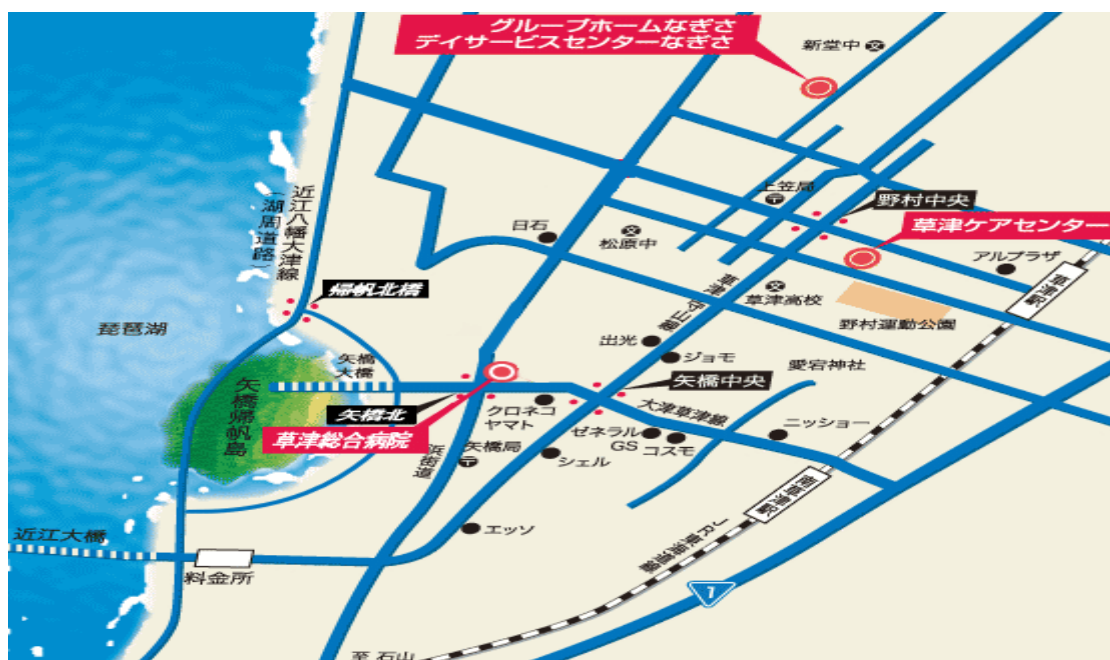 グループホームなぎさ
デイサービスセンターなぎさ
新堂中
文
近江八幡大津線
(湖周道路)
上笠局
〒
野村中央
草津ケアセンター
日石
文
松原中
アルプラザ
草津駅
帰帆北橋
草津守山線
文
草津高校
野村運動公園
琵琶湖
出光
ジョモ
愛宕神社
矢橋
大橋
矢橋中央
矢橋帰帆島
矢橋北
クロネコ
ヤマト
大津草津線
草津総合病院
ゼネラル
GS
コスモ
ニッショー
矢橋局
〒
シェル
浜街道
南草津駅
エッソ
JR東海道線
近江大橋
料金所
1
至 石山